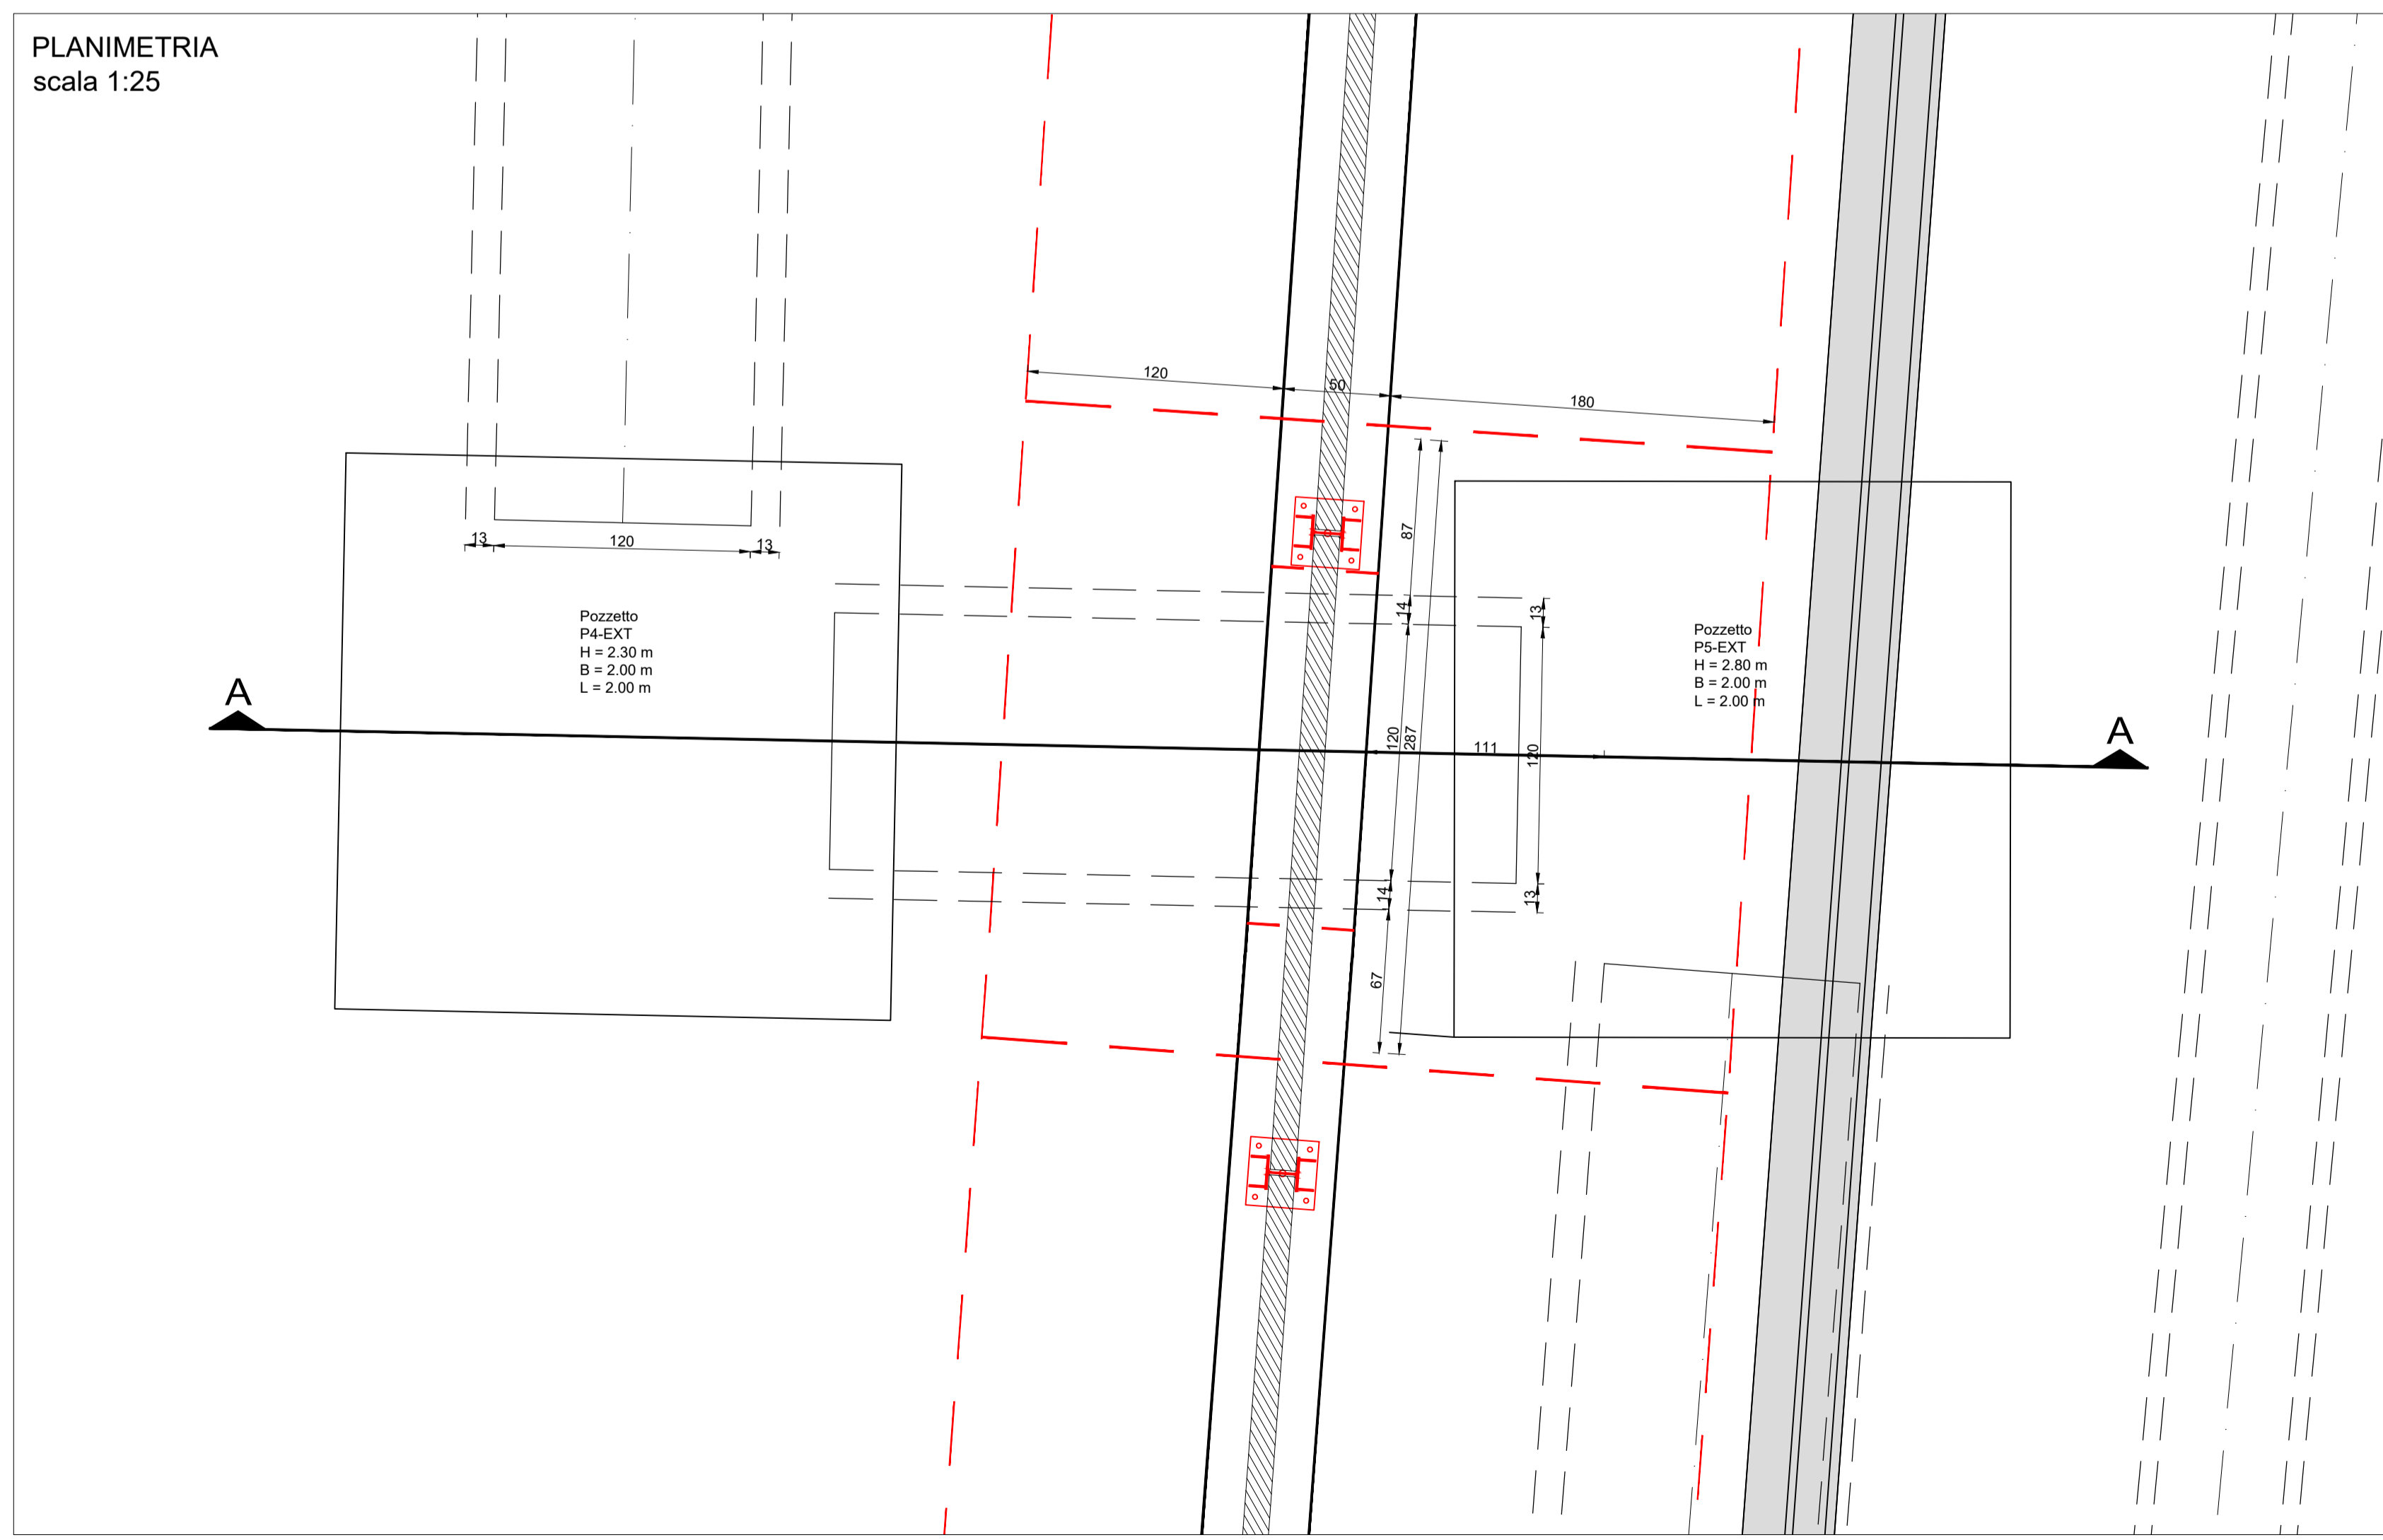 PLANIMETRIA
scala 1:25
120
50
180
13
120
13
87
14
13
Pozzetto
P4-EXT
H = 2.30 m
B = 2.00 m
L = 2.00 m
Pozzetto
P5-EXT
H = 2.80 m
B = 2.00 m
L = 2.00 m
A
A
120
287
111
120
14
13
67